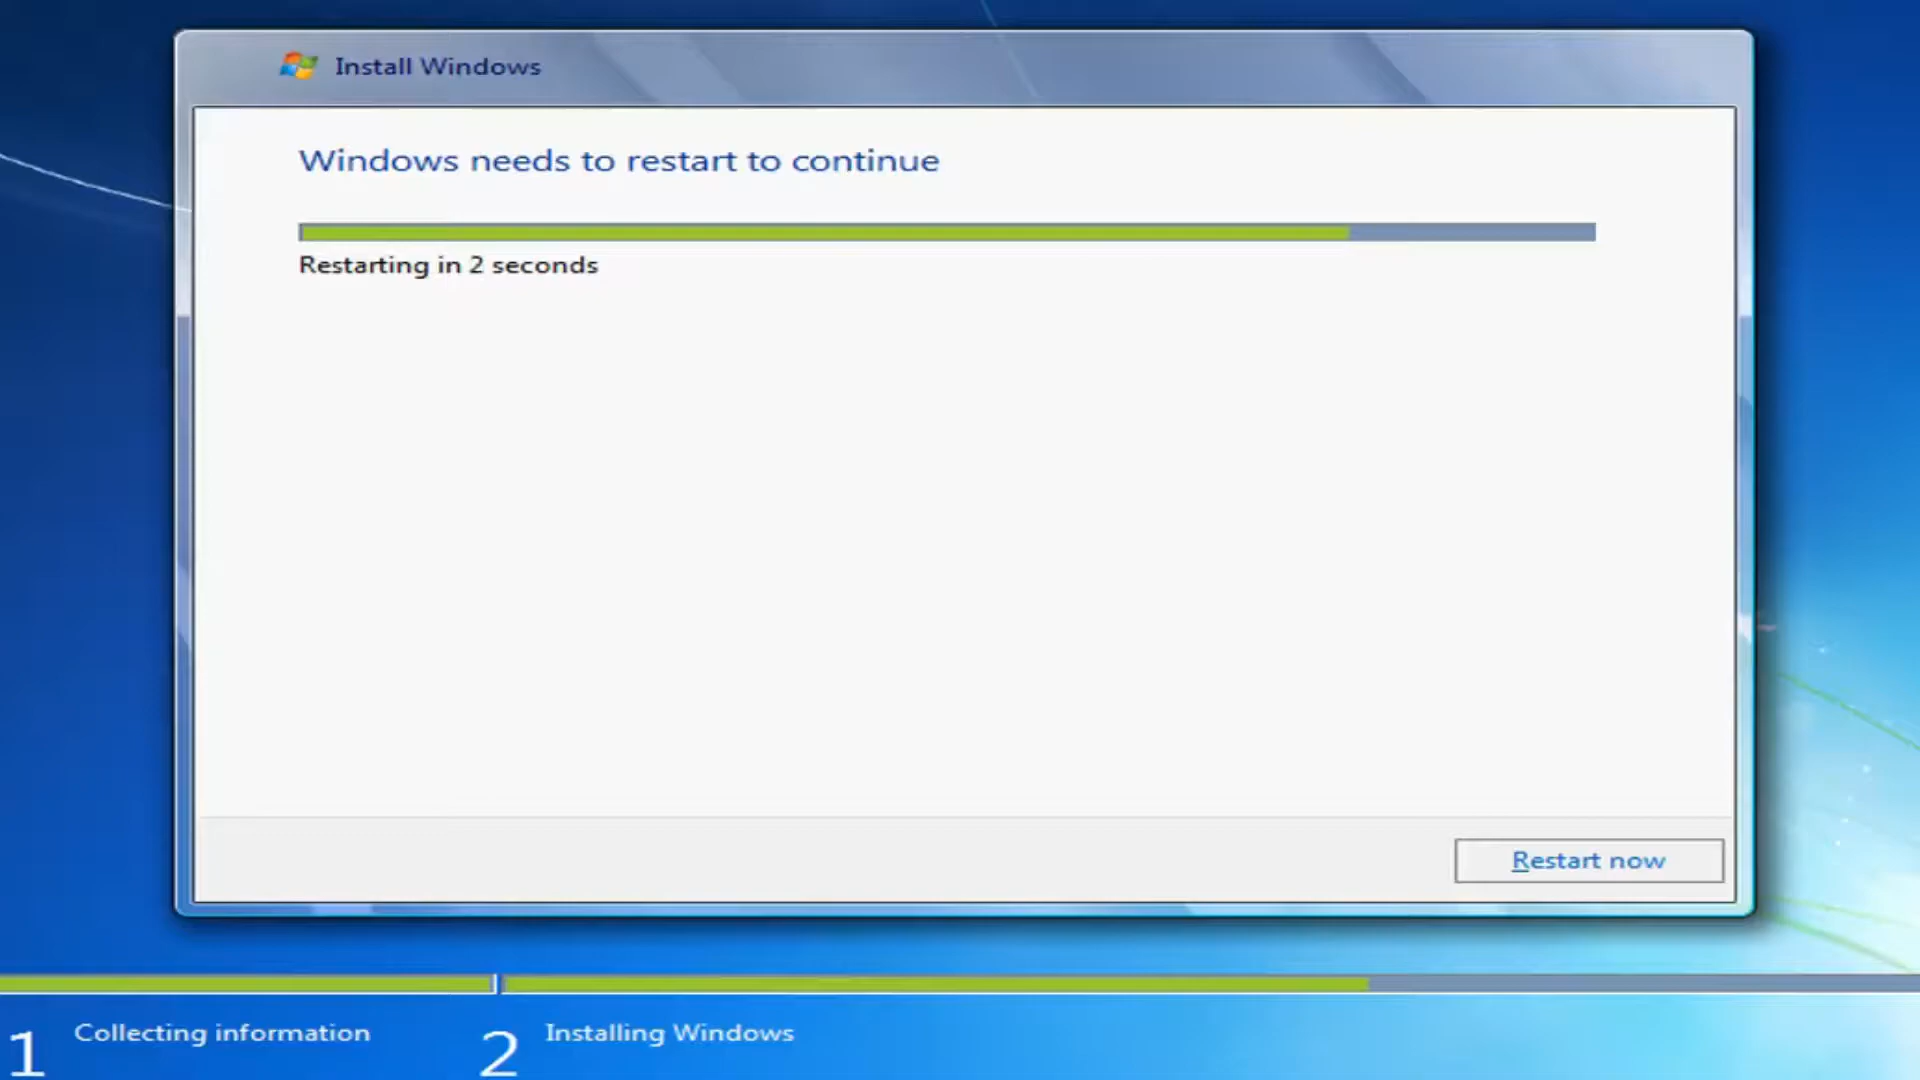 Install Windows
Windows needs to restart to continue
Restarting in 2 seconds
Restart now
1 Collecting information
2 Installing Windows